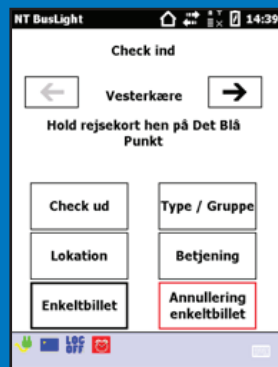 NT BusLight 14:39
Check ind
Vesterkære
Hold rejsekort hen på Det Blå
Punkt
Check ud Type / Gruppe
Lokation Betjening
Enkeltbillet Annullering
enkeltbillet
LOG
OFF